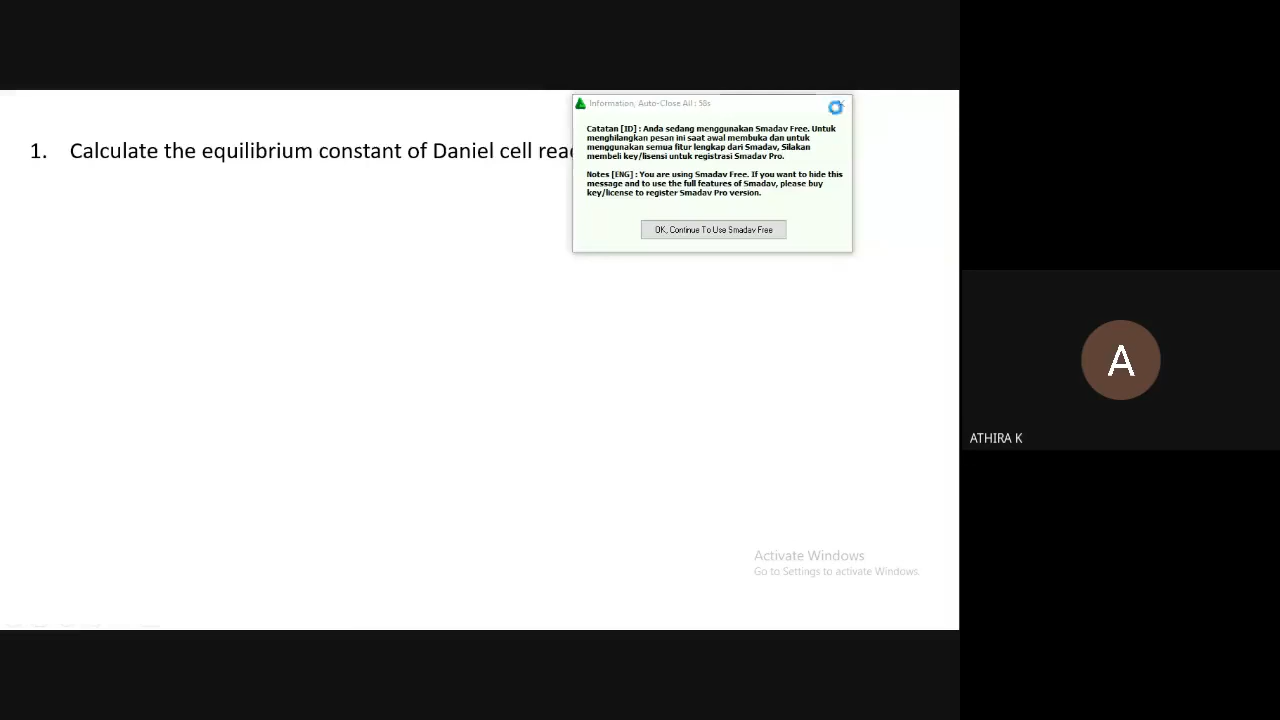 Information, Auto-Close All : 58s
Catatan [ID] : Anda sedang menggunakan Smadav Free. Untuk
menghilangkan pesan ini saat awal membuka dan untuk
menggunakan semua fitur lengkap dari Smadav, Silakan
membeli key/lisensi untuk registrasi Smadav Pro.
Notes [ENG] : You are using Smadav Free. If you want to hide this
message and to use the full features of Smadav, please buy
key/license to register Smadav Pro version.
OK, Continue To Use Smadav Free
1. Calculate the equilibrium constant of Daniel cell
A
ATHIRA K
Activate Windows
Go to Settings to activate Windows.